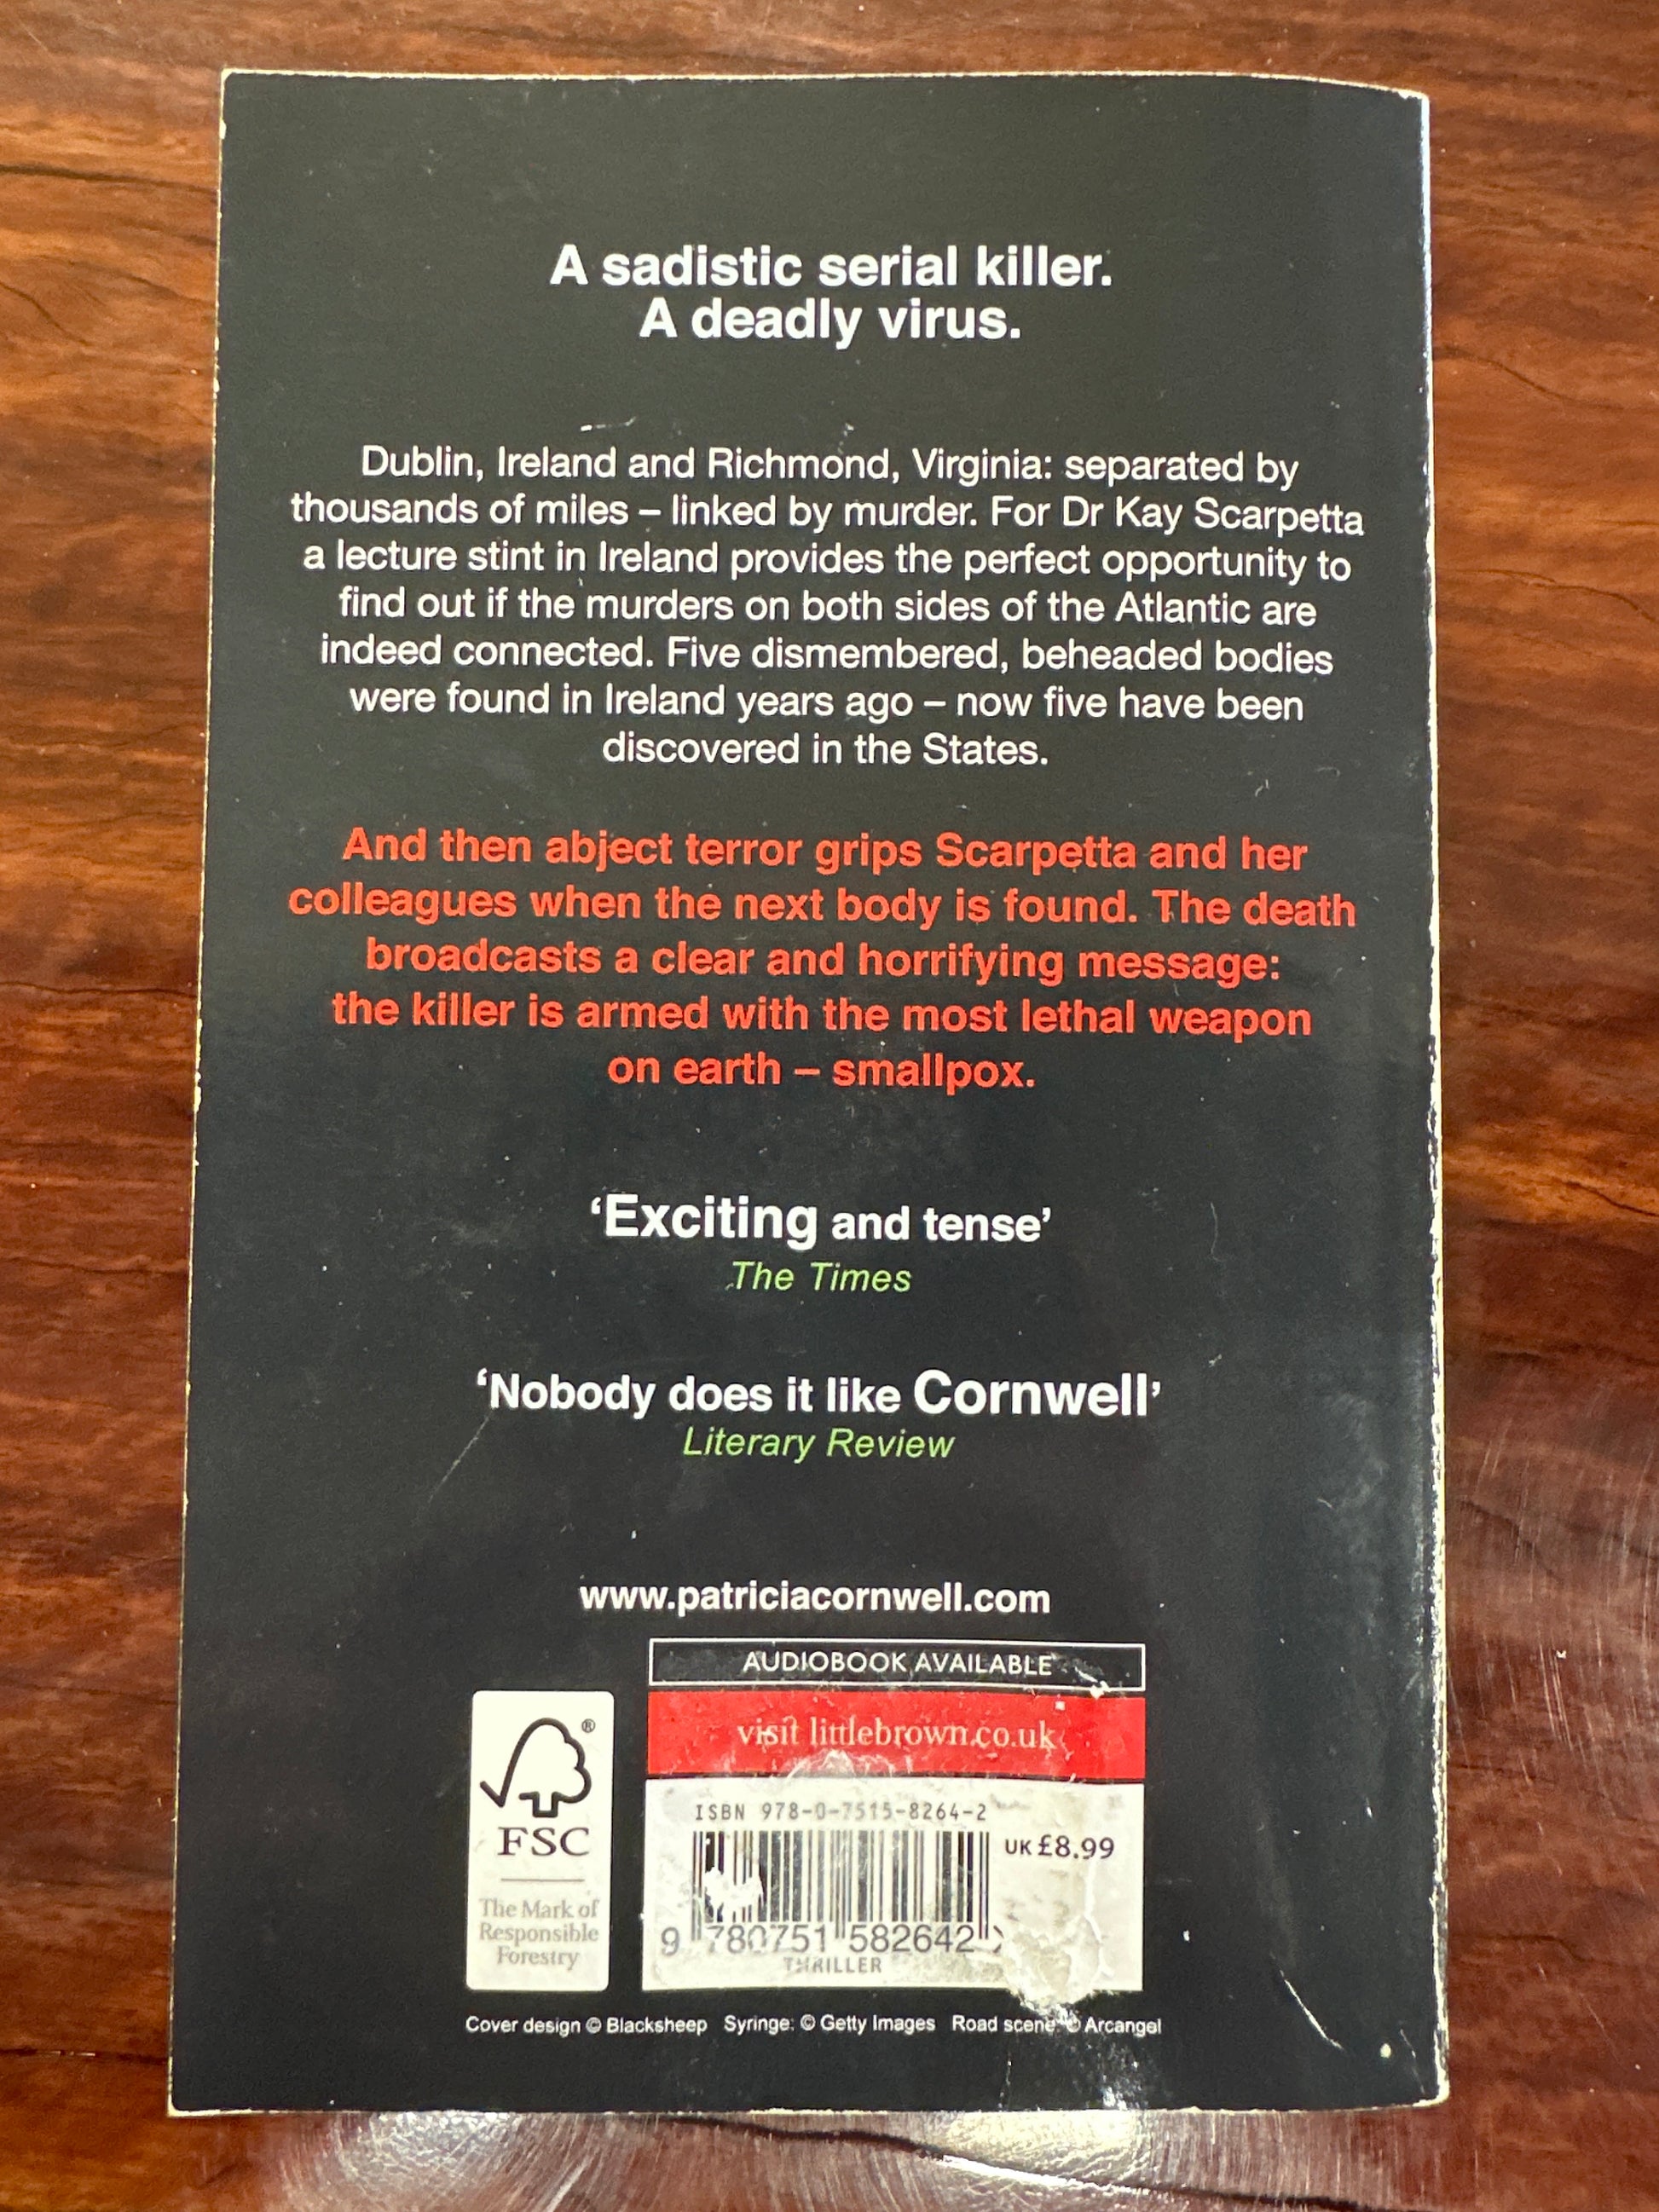 A sadistic serial killer.
A deadly virus.
Dublin, Ireland and Richmond, Virginia: separated by
thousands of miles – linked by murder. For Dr Kay Scarpetta
a lecture stint in Ireland provides the perfect opportunity to
find out if the murders on both sides of the Atlantic are
indeed connected. Five dismembered, beheaded bodies
were found in Ireland years ago – now five have been
discovered in the States.
And then abject terror grips Scarpetta and her
colleagues when the next body is found. The death
broadcasts a clear and horrifying message:
the killer is armed with the most lethal weapon
on earth – smallpox.
‘Exciting and tense’
The Times
‘Nobody does it like Cornwell’
Literary Review
www.patriciacornwell.com
AUDIOBOOK AVAILABLE
visit littlebrown.co.uk
®
FSC
The Mark of
Responsible
Forestry
ISBN 978-0-7515-8264-2
UK £8.99
9 780751 582642 >
THRILLER
Cover design © Blacksheep Syringe: © Getty Images Road scene © Arcangel